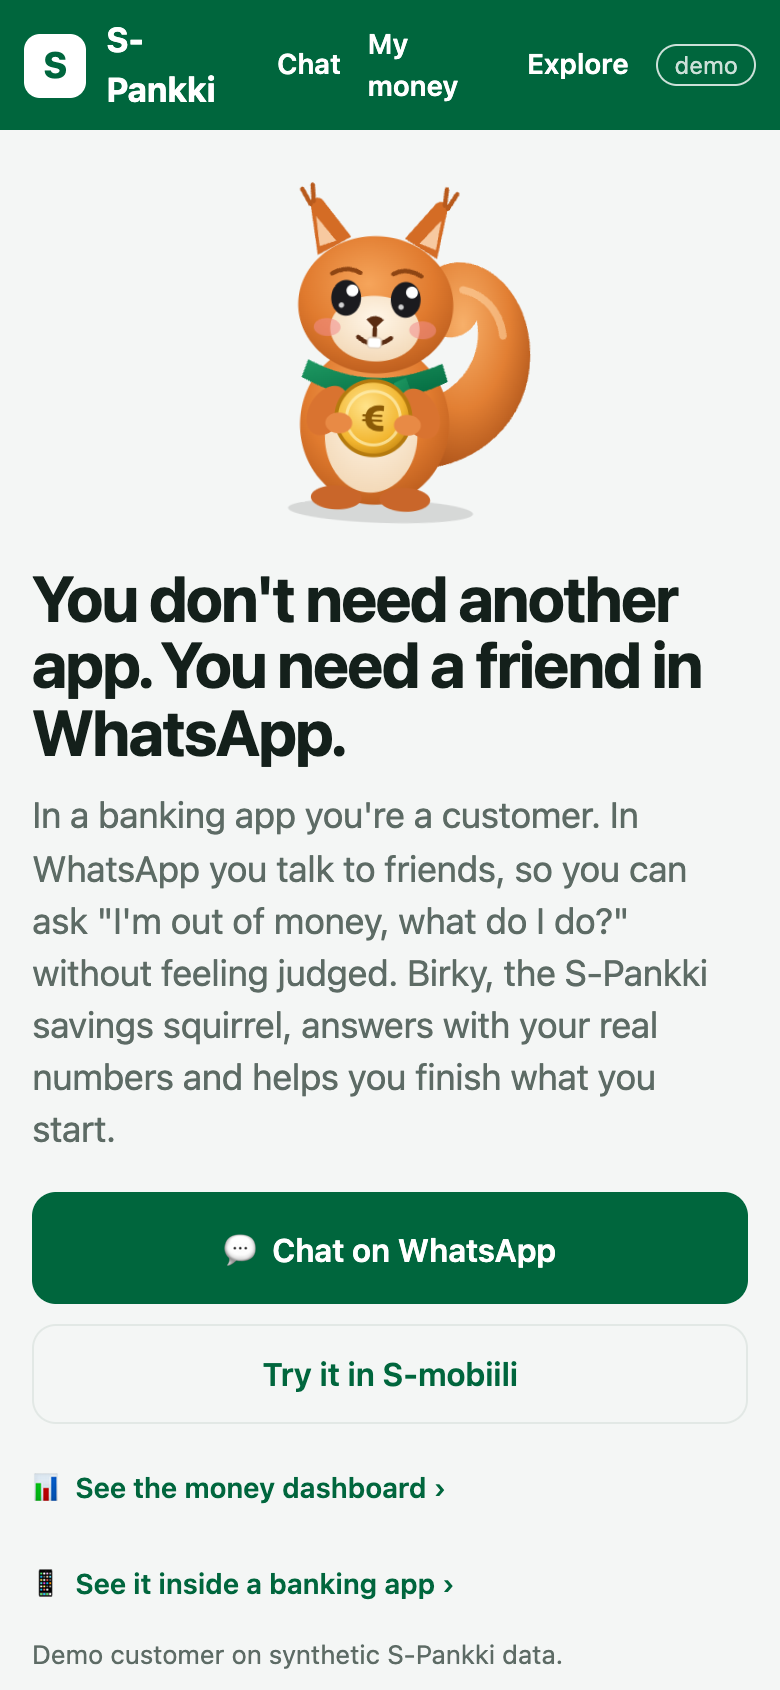 S
S-
Pankki
Chat
My
money
Explore
demo
€
You don't need another
app. You need a friend in
WhatsApp.
In a banking app you're a customer. In
WhatsApp you talk to friends, so you can
ask "I'm out of money, what do I do?"
without feeling judged. Birky, the S-Pankki
savings squirrel, answers with your real
numbers and helps you finish what you
start.
💬 Chat on WhatsApp
Try it in S-mobiili
📊 See the money dashboard ›
📱 See it inside a banking app ›
Demo customer on synthetic S-Pankki data.